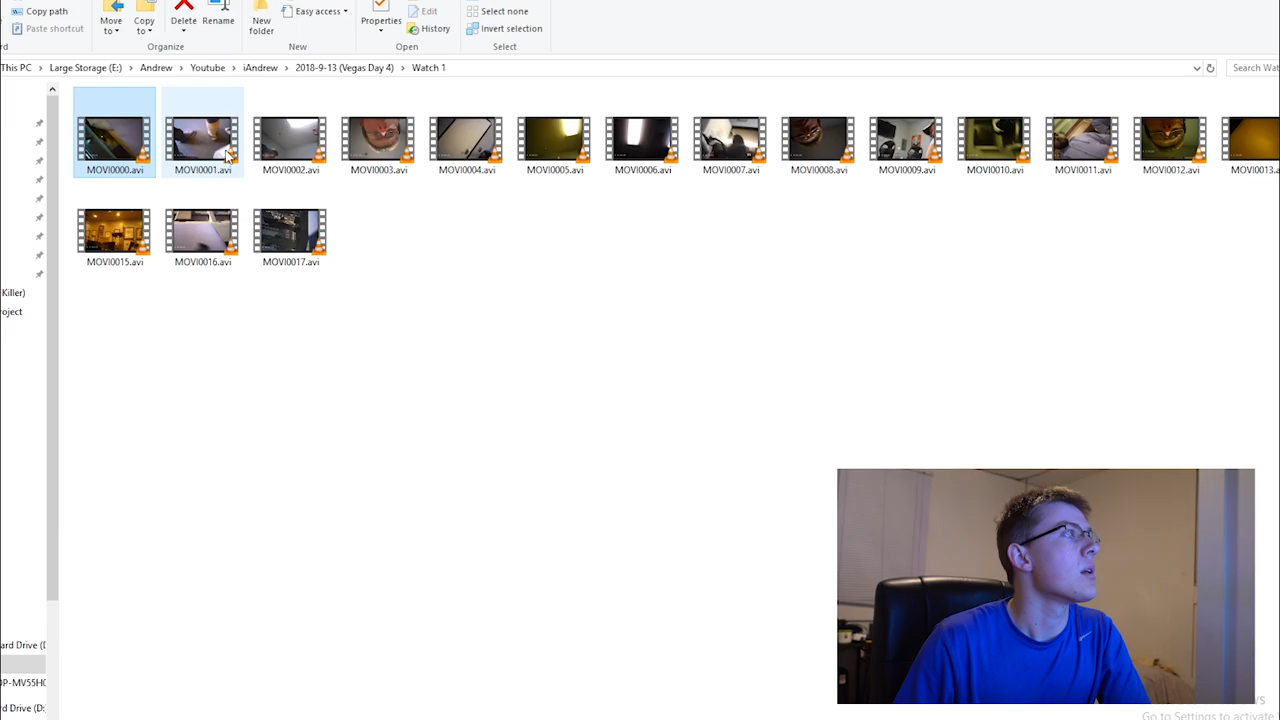 Copy path
Paste shortcut
Move to
Copy to
Delete
Rename
New folder
Easy access
Properties
Edit
History
Select none
Invert selection
Organize
New
Open
Select
This PC > Large Storage (E:) > Andrew > Youtube > iAndrew > 2018-9-13 (Vegas Day 4) > Watch 1
Search Wat
MOVI0000.avi
MOVI0001.avi
MOVI0002.avi
MOVI0003.avi
MOVI0004.avi
MOVI0005.avi
MOVI0006.avi
MOVI0007.avi
MOVI0008.avi
MOVI0009.avi
MOVI0010.avi
MOVI0011.avi
MOVI0012.avi
MOVI0013.a
MOVI0015.avi
MOVI0016.avi
MOVI0017.avi
Killer)
roject
ard Drive (D
OP-MV55H0
ard Drive (D:
Go to Settings to activate